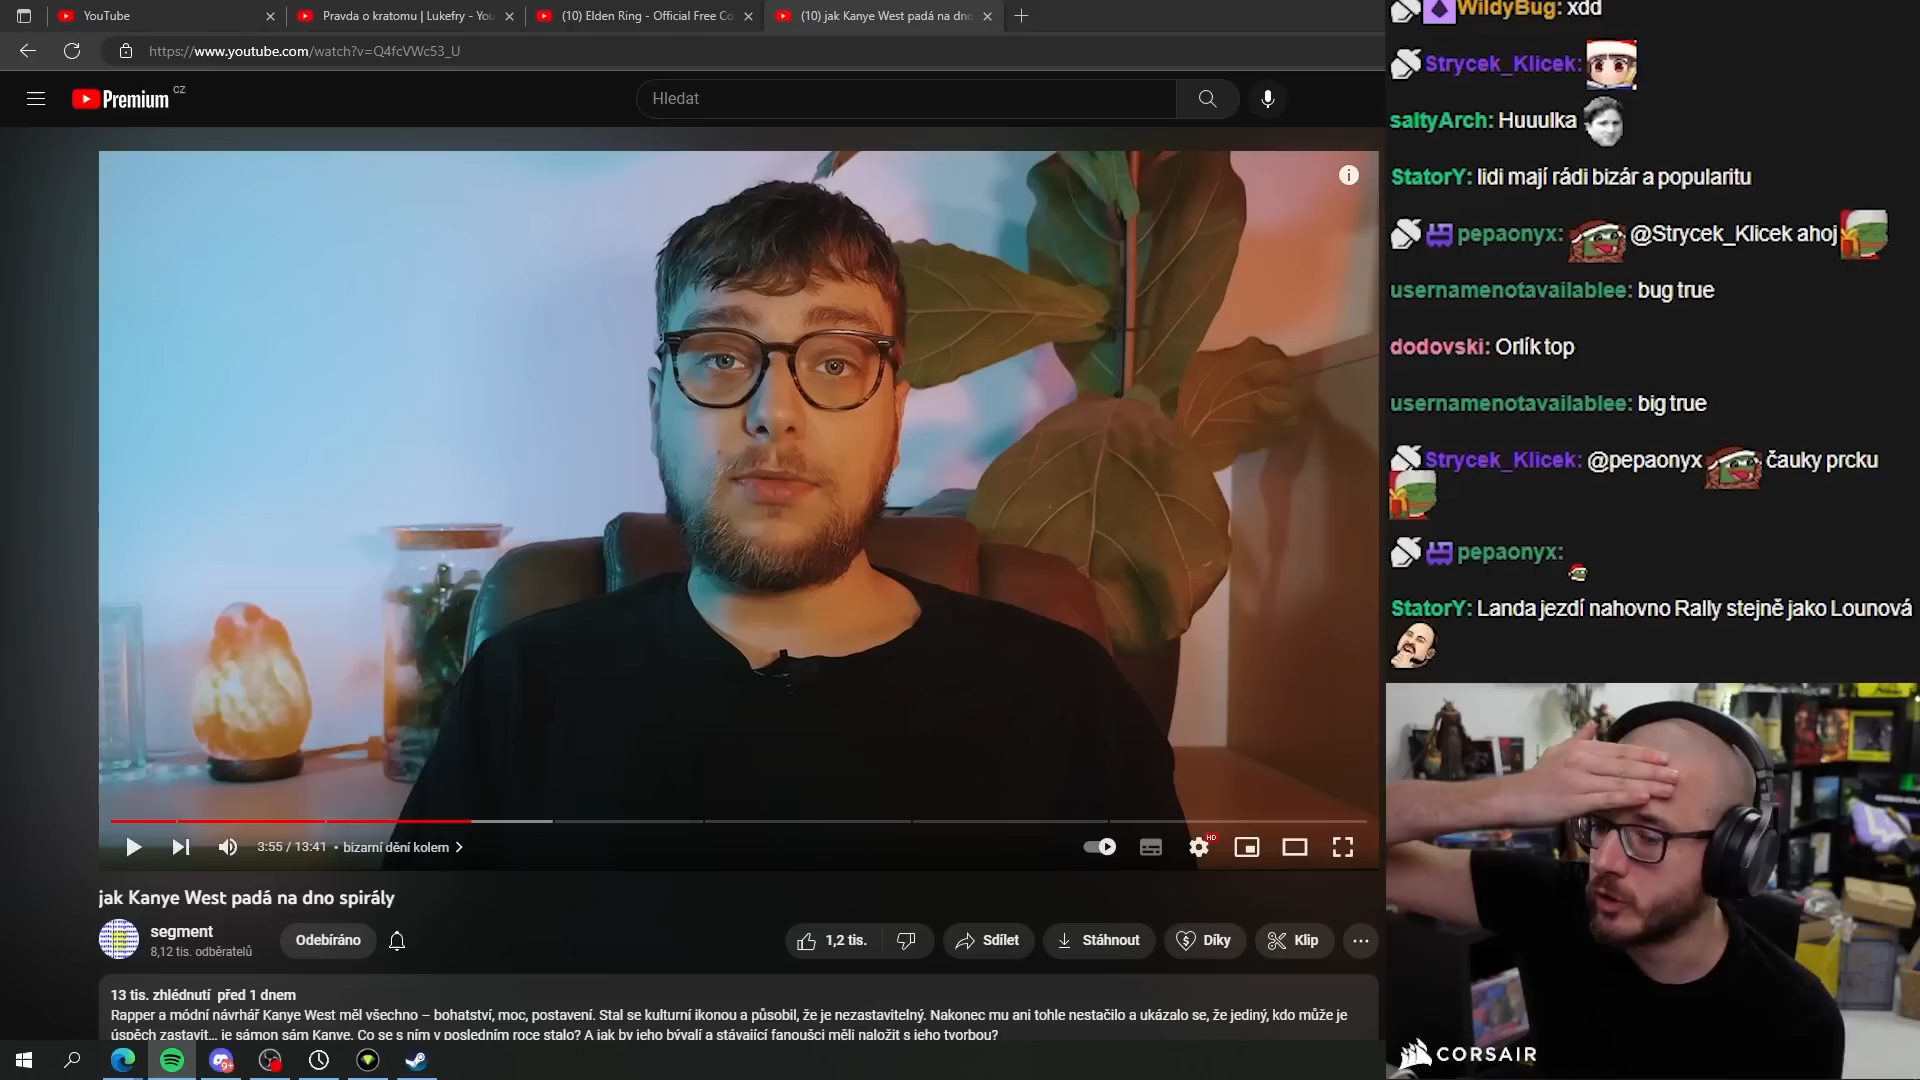 YouTube
Pravda o kratomu | Lukefry - You
(10) Elden Ring - Official Free Co
(10) jak Kanye West padá na dno
https://www.youtube.com/watch?v=Q4fcVWc53_U
Premium CZ
Hledat
3:55 / 13:41 • bizarní dění kolem
HD
jak Kanye West padá na dno spirály
segment
8,12 tis. odběratelů
Odebíráno
1,2 tis.
Sdílet
Stáhnout
Díky
Klip
13 tis. zhlédnutí před 1 dnem
Rapper a módní návrhář Kanye West měl všechno – bohatství, moc, postavení. Stal se kulturní ikonou a působil, že je nezastavitelný. Nakonec mu ani tohle nestačilo a ukázalo se, že jediný, kdo může je
úspěch zastavit... je sámon sám Kanye. Co se s ním v posledním roce stalo? A jak by jeho bývalí a stávající fanoušci měli naložit s jeho tvorbou?
9+
WildyBug: xdd
Strycek_Klicek:
saltyArch: Huuulka
StatorY: lidi mají rádi bizár a popularitu
pepaonyx: @Strycek_Klicek ahoj
usernamenotavailablee: bug true
dodovski: Orlík top
usernamenotavailablee: big true
Strycek_Klicek: @pepaonyx čauky prcku
pepaonyx:
StatorY: Landa jezdí nahovno Rally stejně jako Lounová
CORSAIR